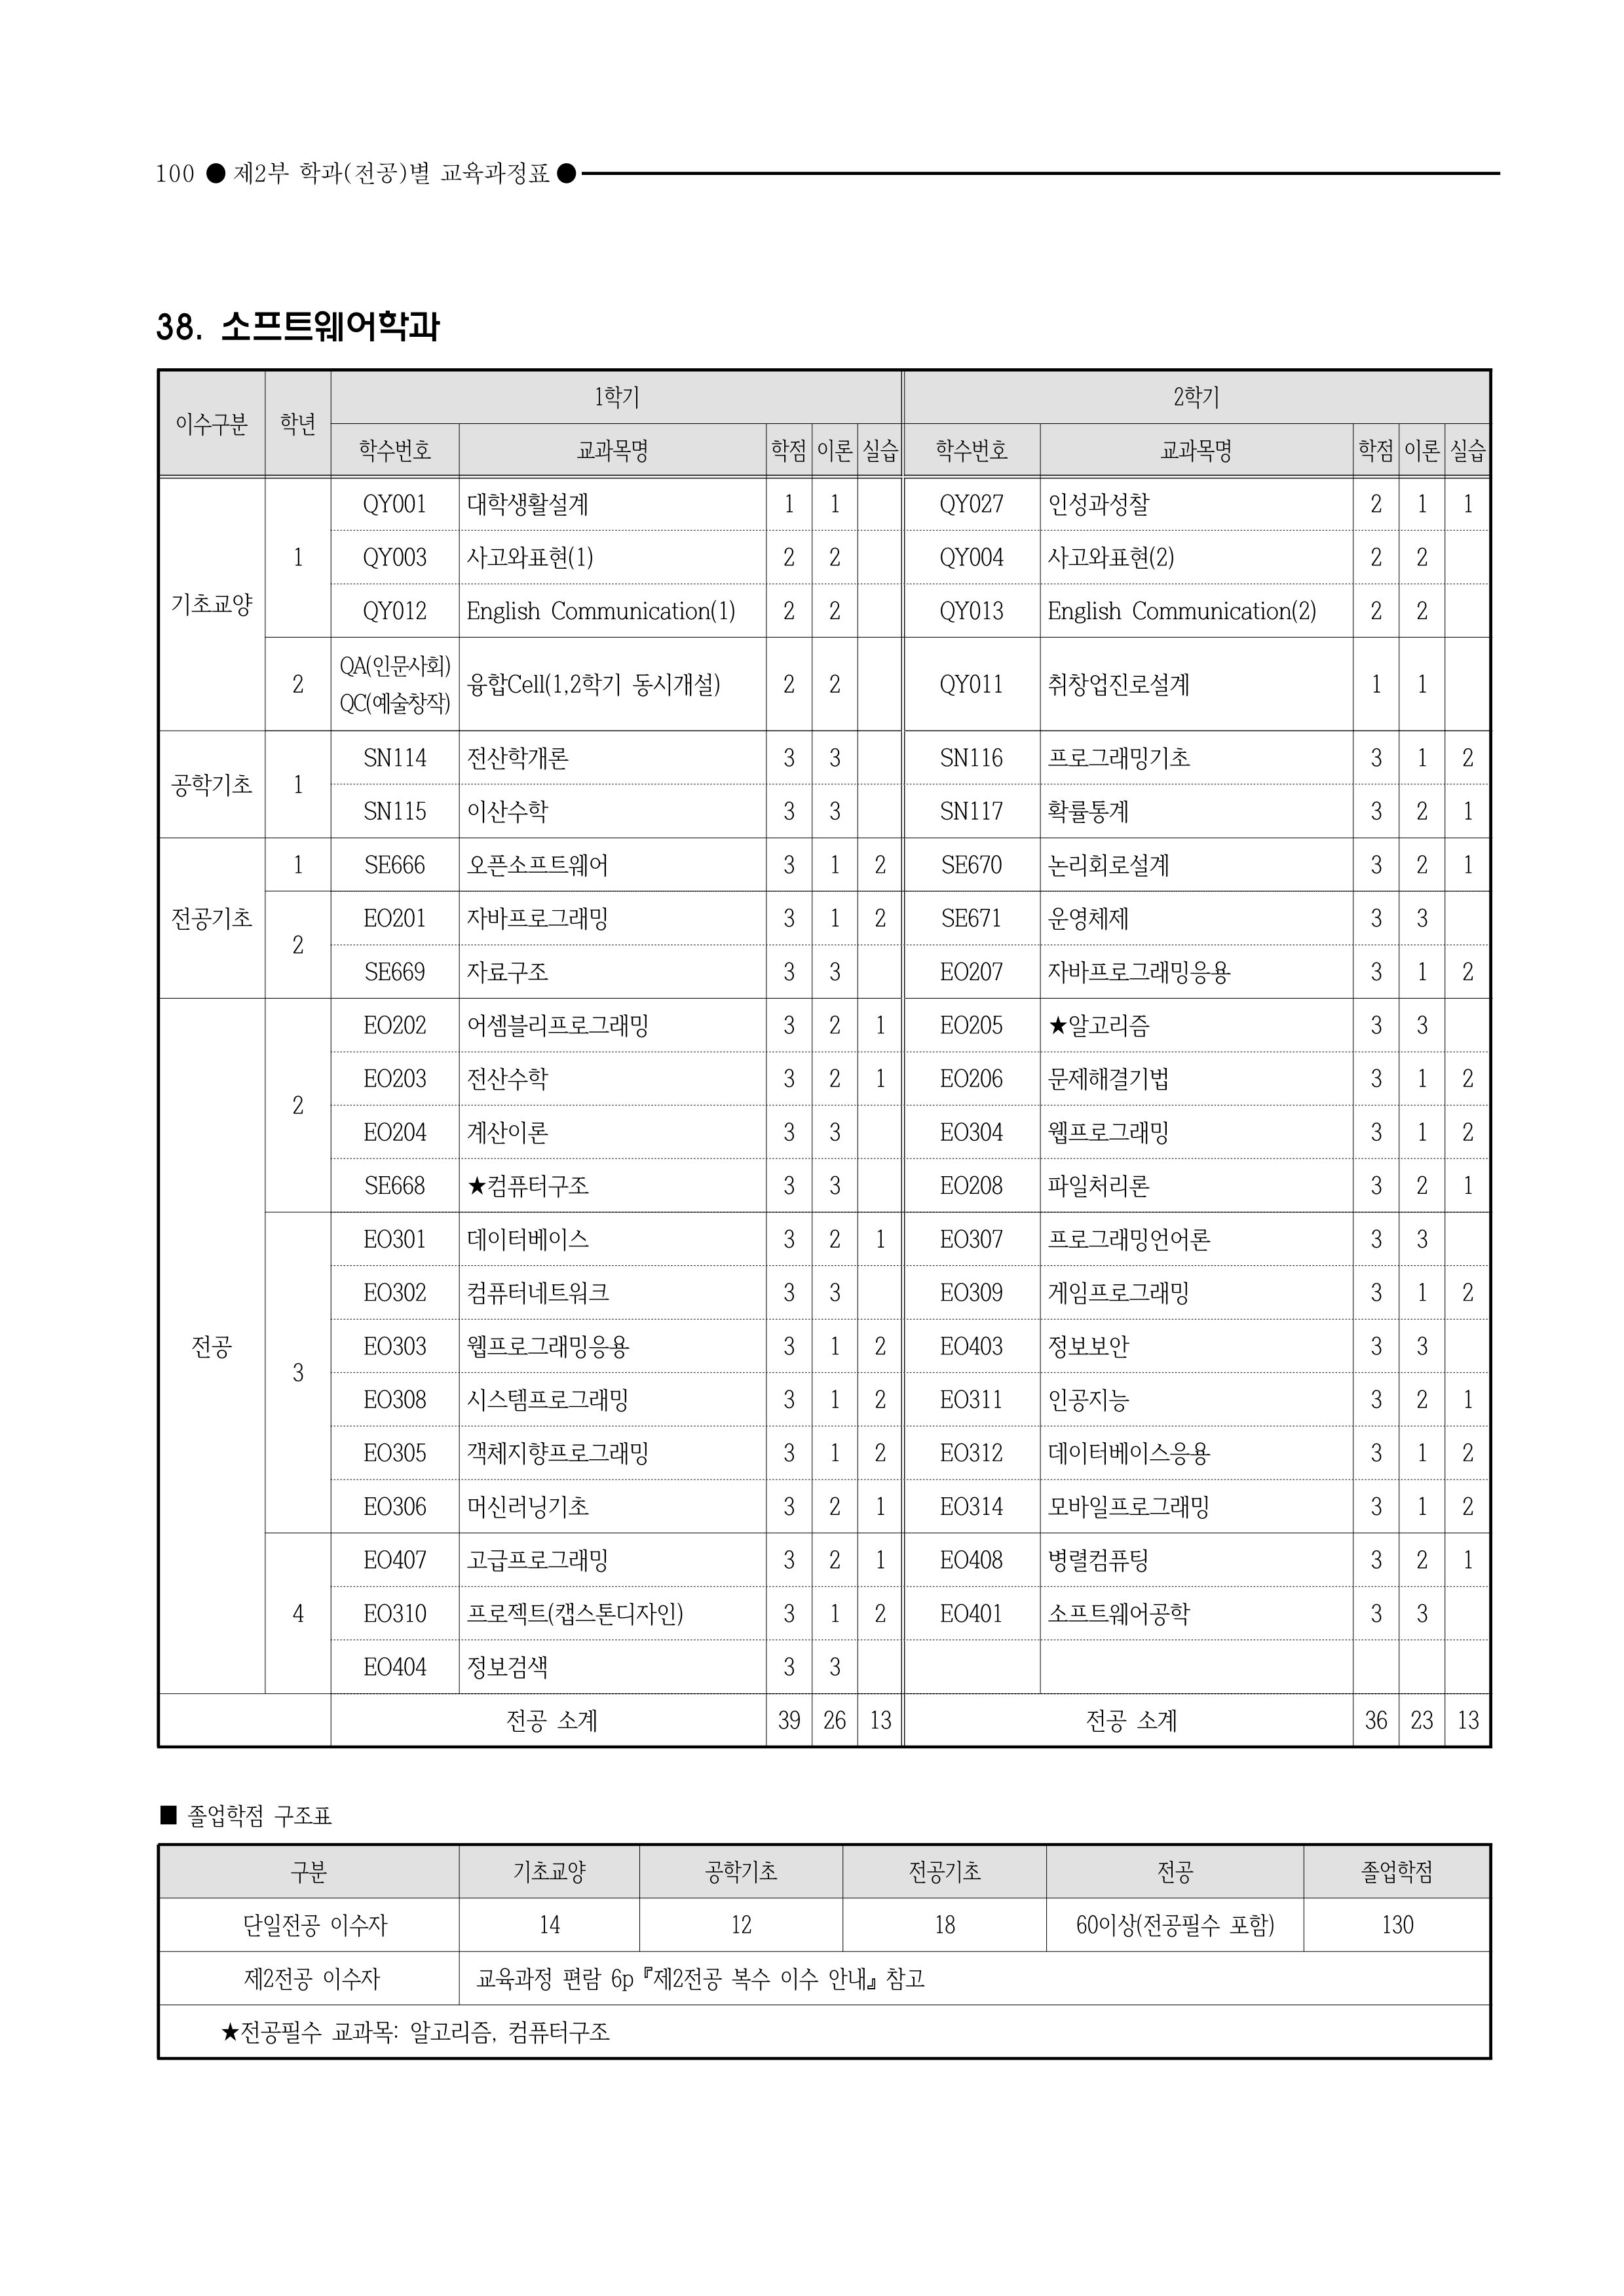 100 ● 제2부 학과(전공)별 교육과정표 ●
38. 소프트웨어학과
이수구분 학년 1학기 2학기
학수번호 교과목명 학점 이론 실습 학수번호 교과목명 학점 이론 실습
기초교양 1 QY001 대학생활설계 1 1 QY027 인성과성찰 2 1 1
QY003 사고와표현(1) 2 2 QY004 사고와표현(2) 2 2
QY012 English Communication(1) 2 2 QY013 English Communication(2) 2 2
2 QA(인문사회) QC(예술창작) 융합Cell(1,2학기 동시개설) 2 2 QY011 취창업진로설계 1 1
공학기초 1 SN114 전산학개론 3 3 SN116 프로그래밍기초 3 1 2
SN115 이산수학 3 3 SN117 확률통계 3 2 1
전공기초 1 SE666 오픈소프트웨어 3 1 2 SE670 논리회로설계 3 2 1
2 EO201 자바프로그래밍 3 1 2 SE671 운영체제 3 3
SE669 자료구조 3 3 EO207 자바프로그래밍응용 3 1 2
전공 2 EO202 어셈블리프로그래밍 3 2 1 EO205 ★알고리즘 3 3
EO203 전산수학 3 2 1 EO206 문제해결기법 3 1 2
EO204 계산이론 3 3 EO304 웹프로그래밍 3 1 2
SE668 ★컴퓨터구조 3 3 EO208 파일처리론 3 2 1
3 EO301 데이터베이스 3 2 1 EO307 프로그래밍언어론 3 3
EO302 컴퓨터네트워크 3 3 EO309 게임프로그래밍 3 1 2
EO303 웹프로그래밍응용 3 1 2 EO403 정보보안 3 3
EO308 시스템프로그래밍 3 1 2 EO311 인공지능 3 2 1
EO305 객체지향프로그래밍 3 1 2 EO312 데이터베이스응용 3 1 2
EO306 머신러닝기초 3 2 1 EO314 모바일프로그래밍 3 1 2
4 EO407 고급프로그래밍 3 2 1 EO408 병렬컴퓨팅 3 2 1
EO310 프로젝트(캡스톤디자인) 3 1 2 EO401 소프트웨어공학 3 3
EO404 정보검색 3 3
전공 소계 39 26 13 전공 소계 36 23 13
■ 졸업학점 구조표
구분 기초교양 공학기초 전공기초 전공 졸업학점
단일전공 이수자 14 12 18 60이상(전공필수 포함) 130
제2전공 이수자 교육과정 편람 6p『제2전공 복수 이수 안내』 참고
★전공필수 교과목: 알고리즘, 컴퓨터구조